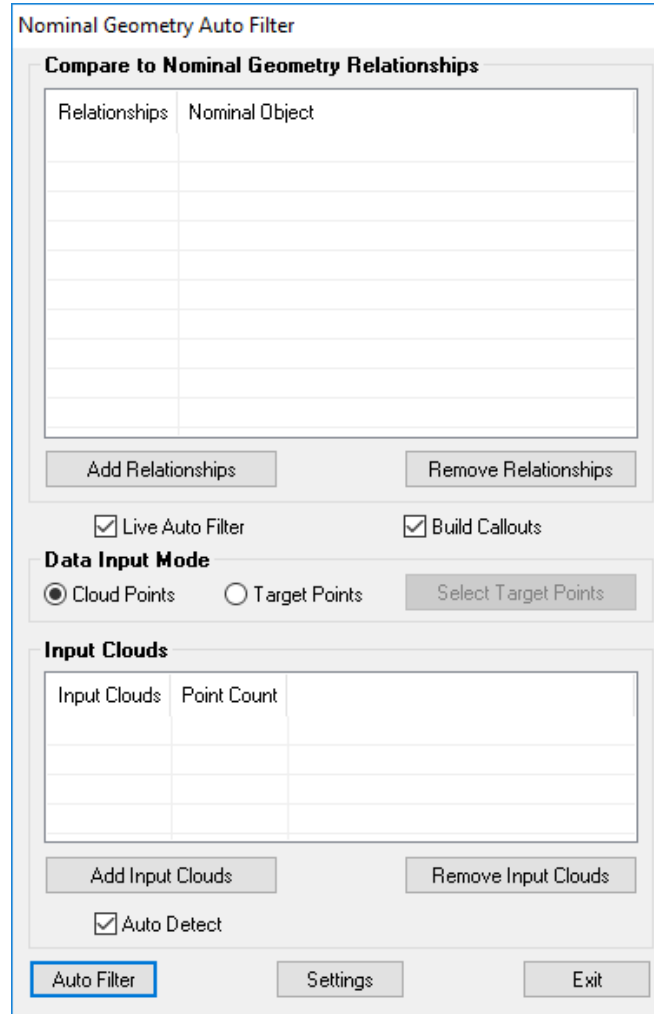 Nominal Geometry Auto Filter
Compare to Nominal Geometry Relationships
Relationships Nominal Object
Add Relationships Remove Relationships
Live Auto Filter Build Callouts
Data Input Mode
Cloud Points Target Points Select Target Points
Input Clouds
Input Clouds Point Count
Add Input Clouds Remove Input Clouds
Auto Detect
Auto Filter Settings Exit